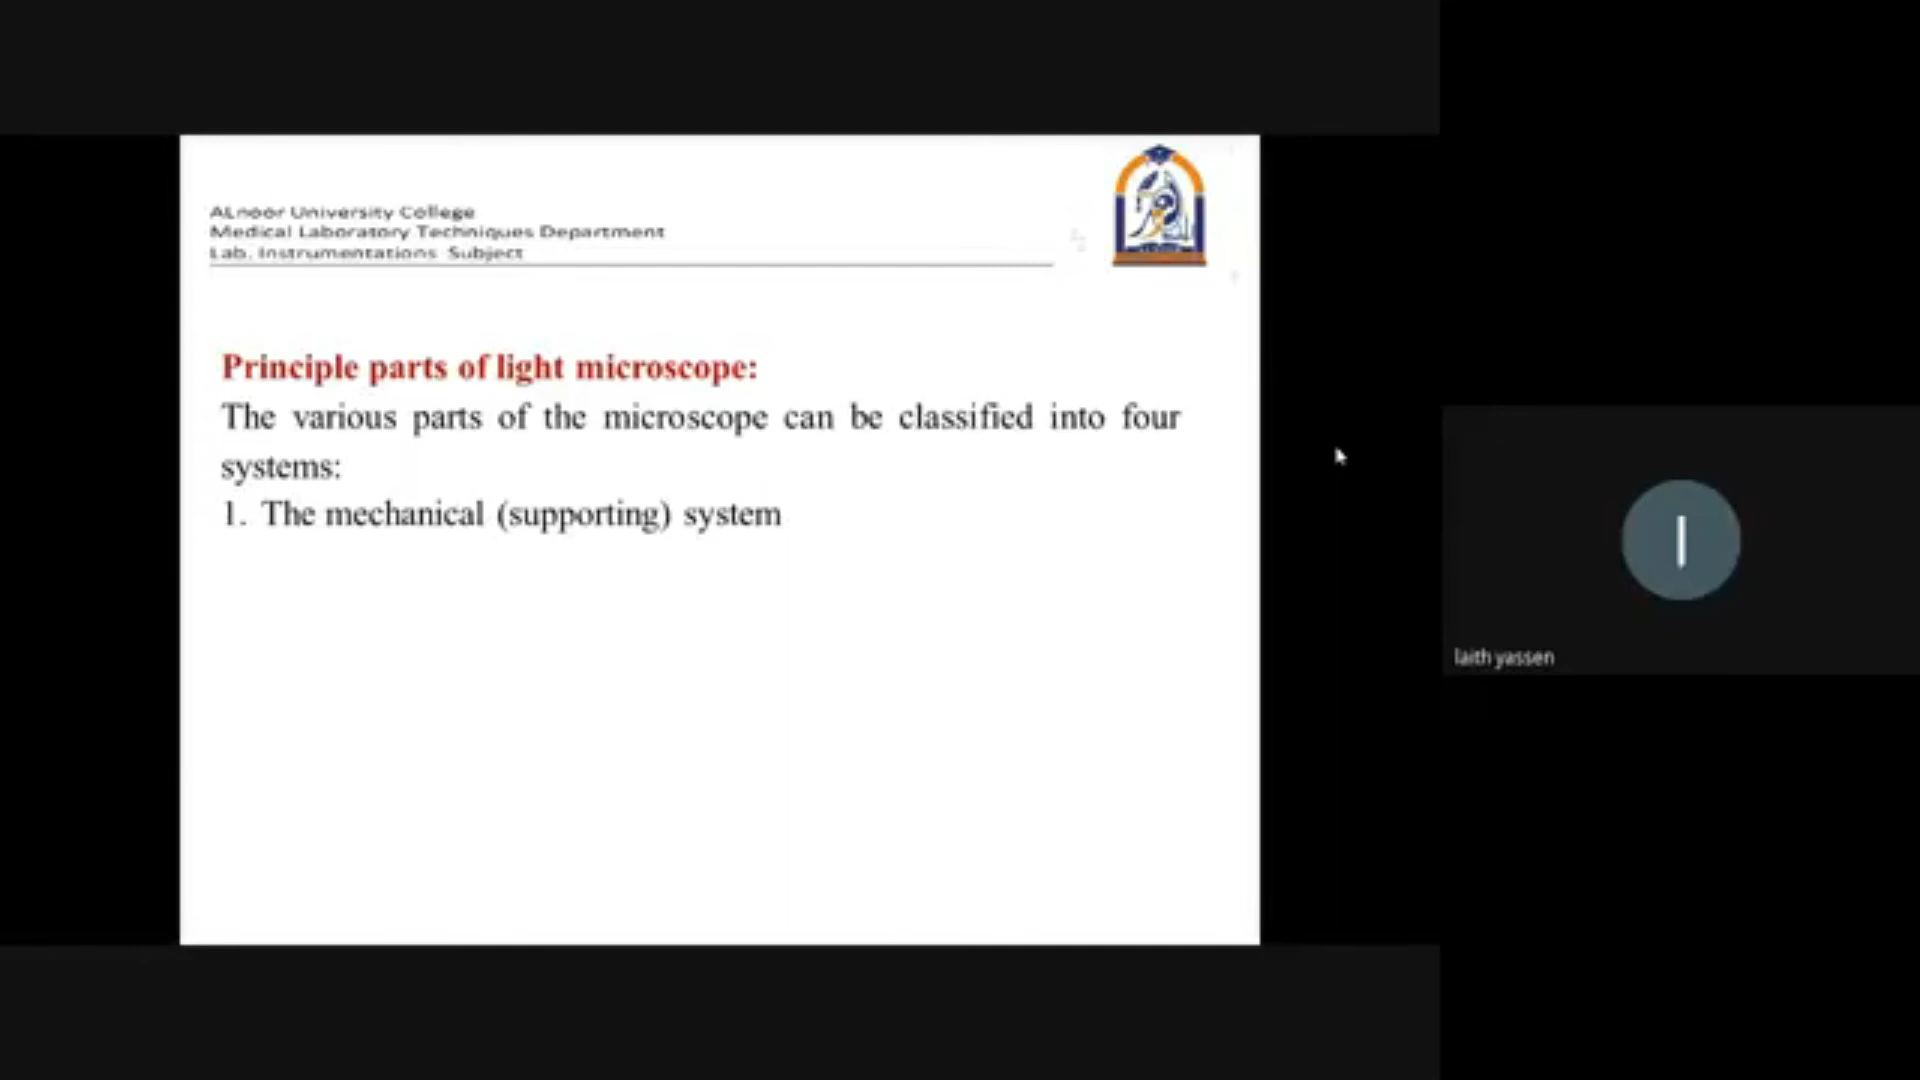 ALnoor University College
Medical Laboratory Techniques Department
Lab. Instrumentations Subject
Principle parts of light microscope:
The various parts of the microscope can be classified into four
systems:
1. The mechanical (supporting) system
l
laith yassen